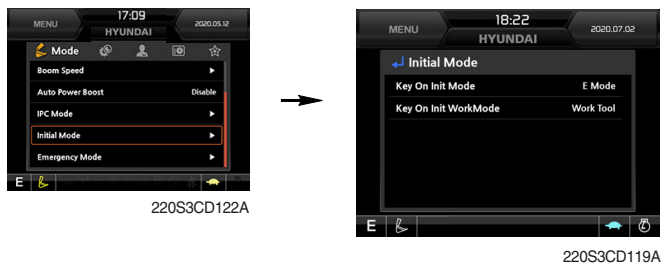 MENU
17:09
2020.05.12
HYUNDAI
Mode
Boom Speed
Auto Power Boost
Disable
IPC Mode
Initial Mode
Emergency Mode
E
220S3CD122A
MENU
18:22
2020.07.02
HYUNDAI
Initial Mode
Key On Init Mode
E Mode
Key On Init WorkMode
Work Tool
E
220S3CD119A